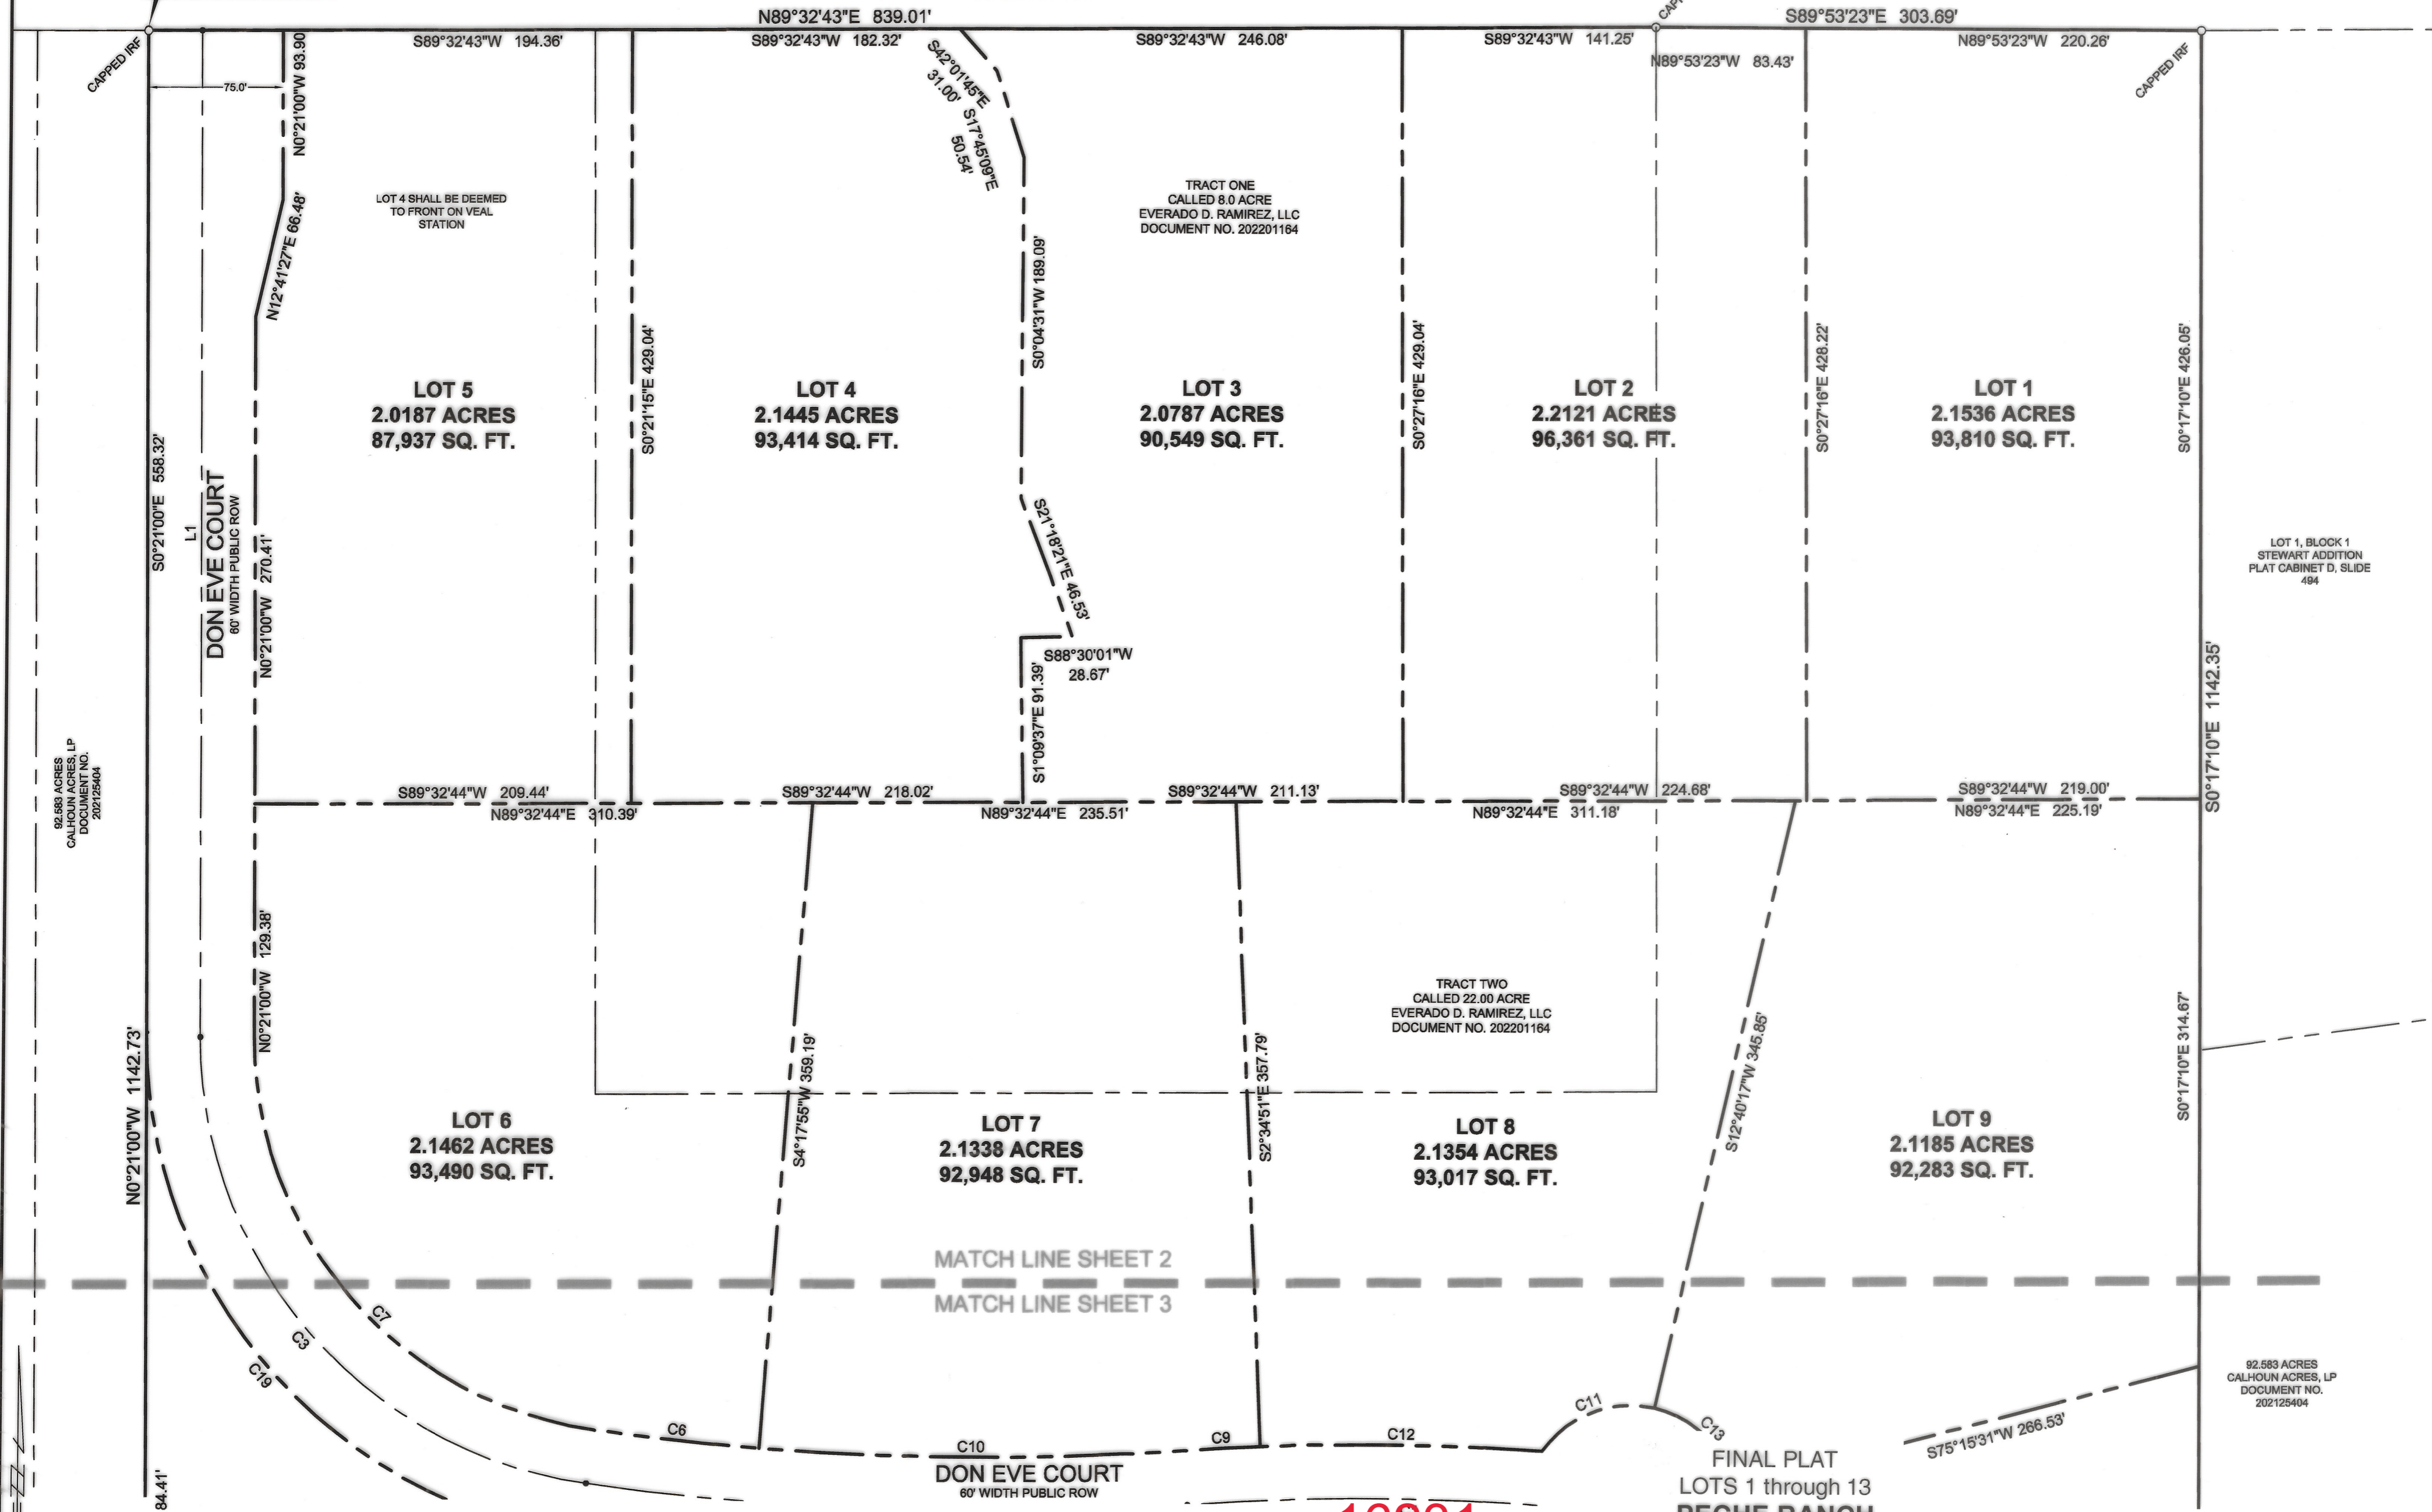 N89°32'43"E 839.01'
S89°53'23"E 303.69'
S89°32'43"W 194.36'
S89°32'43"W 182.32'
S89°32'43"W 246.08'
S89°32'43"W 141.25'
N89°53'23"W 83.43'
N89°53'23"W 220.26'
CAPPED IRF
CAPPED IRF
75.0'
N0°21'00"W 93.90
S42°01'45"E
31.00'
S17°45'09"E
50.54'
N12°41'27"E 66.48'
LOT 4 SHALL BE DEEMED
TO FRONT ON VEAL
STATION
TRACT ONE
CALLED 8.0 ACRE
EVERADO D. RAMIREZ, LLC
DOCUMENT NO. 202201164
S0°04'31"W 189.09'
S0°21'15"E 429.04'
S0°27'16"E 429.04'
S0°27'16"E 428.22'
S0°17'10"E 426.05'
LOT 5
2.0187 ACRES
87,937 SQ. FT.
LOT 4
2.1445 ACRES
93,414 SQ. FT.
LOT 3
2.0787 ACRES
90,549 SQ. FT.
LOT 2
2.2121 ACRES
96,361 SQ. FT.
LOT 1
2.1536 ACRES
93,810 SQ. FT.
S0°21'00"E 558.32'
L1
DON EVE COURT
60' WIDTH PUBLIC ROW
N0°21'00"W 270.41'
S21°18'21"E 46.53'
S88°30'01"W
28.67'
S1°09'37"E 91.39'
LOT 1, BLOCK 1
STEWART ADDITION
PLAT CABINET D, SLIDE
494
S0°17'10"E 1142.35'
92.583 ACRES
CALHOUN ACRES, LP
DOCUMENT NO.
202125404
S89°32'44"W 209.44'
S89°32'44"W 218.02'
S89°32'44"W 211.13'
S89°32'44"W 224.68'
S89°32'44"W 219.00'
N89°32'44"E 310.39'
N89°32'44"E 235.51'
N89°32'44"E 311.18'
N89°32'44"E 225.19'
N0°21'00"W 129.38'
N0°21'00"W 1142.73'
S4°17'55"W 359.19'
S2°34'51"E 357.79'
TRACT TWO
CALLED 22.00 ACRE
EVERADO D. RAMIREZ, LLC
DOCUMENT NO. 202201164
S12°40'17"W 345.85'
S0°17'10"E 314.67'
LOT 6
2.1462 ACRES
93,490 SQ. FT.
LOT 7
2.1338 ACRES
92,948 SQ. FT.
LOT 8
2.1354 ACRES
93,017 SQ. FT.
LOT 9
2.1185 ACRES
92,283 SQ. FT.
MATCH LINE SHEET 2
MATCH LINE SHEET 3
C7
C3
C19
C6
C10
C9
C12
C11
C13
92.583 ACRES
CALHOUN ACRES, LP
DOCUMENT NO.
202125404
S75°15'31"W 266.53'
DON EVE COURT
60' WIDTH PUBLIC ROW
FINAL PLAT
LOTS 1 through 13
84.41'